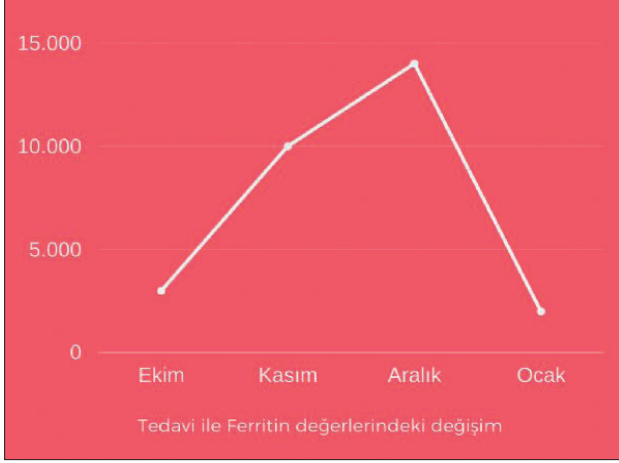 15.000
10.000
5.000
0
Ekim Kasım Aralık Ocak
Tedavi ile Ferritin değerlerindeki değişim